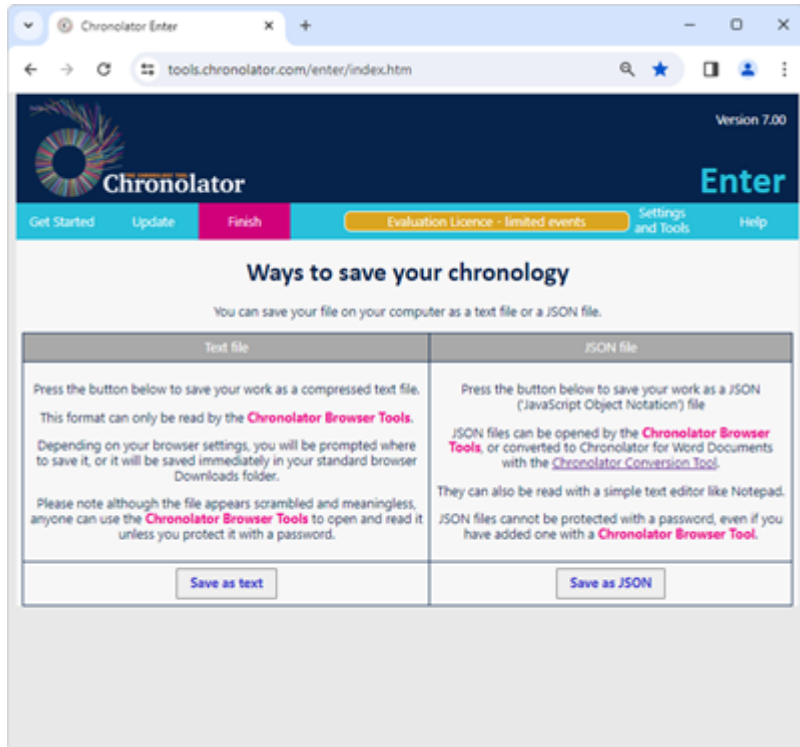 Chronolator Enter
tools.chronolator.com/enter/index.htm
Version 7.00
Chronolator
Enter
Get Started
Update
Finish
Evaluation Licence - limited events
Settings
and Tools
Help
Ways to save your chronology
You can save your file on your computer as a text file or a JSON file.
Text file
Press the button below to save your work as a compressed text file.
This format can only be read by the Chronolator Browser Tools.
Depending on your browser settings, you will be prompted where
to save it, or it will be saved immediately in your standard browser
Downloads folder.
Please note although the file appears scrambled and meaningless,
anyone can use the Chronolator Browser Tools to open and read it
unless you protect it with a password.
Save as text
JSON file
Press the button below to save your work as a JSON
('JavaScript Object Notation') file
JSON files can be opened by the Chronolator Browser
Tools, or converted to Chronolator for Word Documents
with the Chronolator Conversion Tool.
They can also be read with a simple text editor like Notepad.
JSON files cannot be protected with a password, even if you
have added one with a Chronolator Browser Tool.
Save as JSON